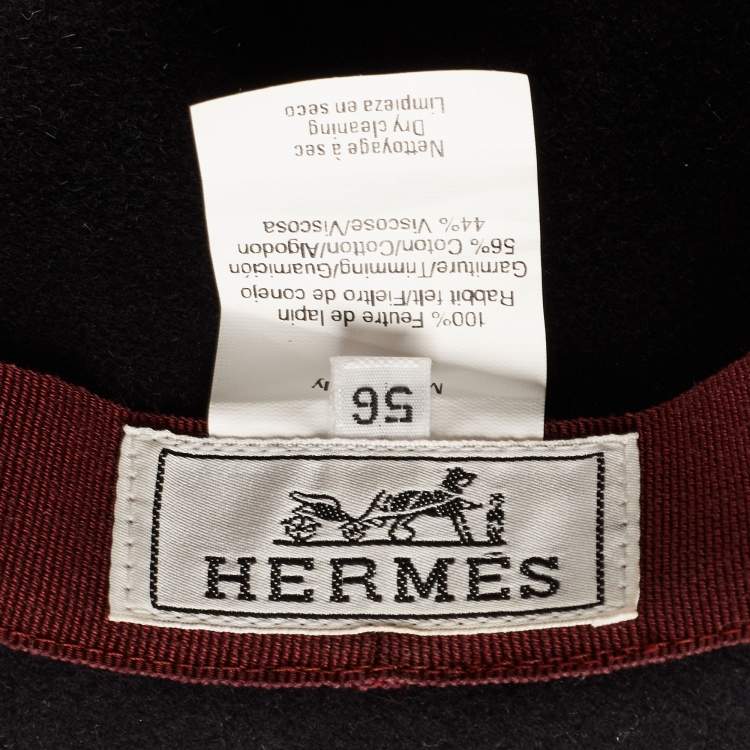 100% Feutre de lapin
Rabbit felt/Fieltro de conejo
Garniture/Trimming/Guarnición
56% Coton/Cotton/Algodon
44% Viscose/Viscosa
Nettoyage à sec
Dry cleaning
Limpieza en seco
56
HERMÈS